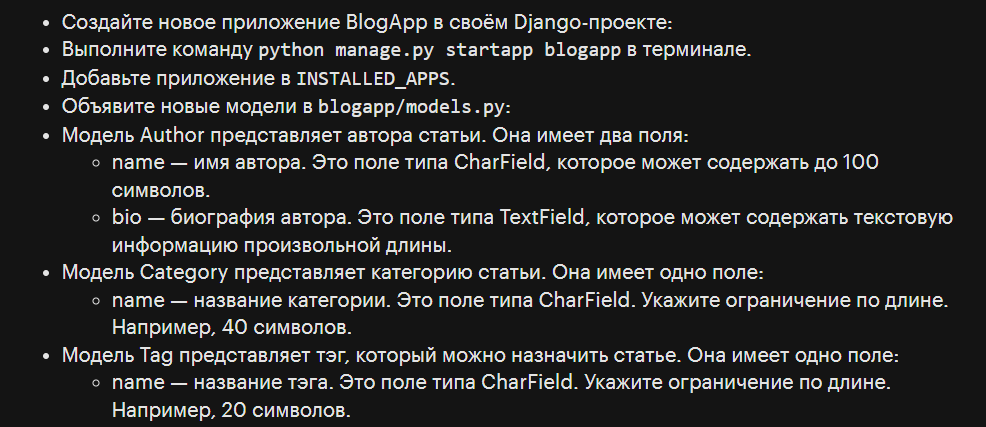 • Создайте новое приложение BlogApp в своём Django-проекте:
• Выполните команду python manage.py startapp blogapp в терминале.
• Добавьте приложение в INSTALLED_APPS.
• Объявите новые модели в blogapp/models.py:
• Модель Author представляет автора статьи. Она имеет два поля:
◦ name — имя автора. Это поле типа CharField, которое может содержать до 100
символов.
◦ bio — биография автора. Это поле типа TextField, которое может содержать текстовую
информацию произвольной длины.
• Модель Category представляет категорию статьи. Она имеет одно поле:
◦ name — название категории. Это поле типа CharField. Укажите ограничение по длине.
Например, 40 символов.
• Модель Tag представляет тэг, который можно назначить статье. Она имеет одно поле:
◦ name — название тэга. Это поле типа CharField. Укажите ограничение по длине.
Например, 20 символов.